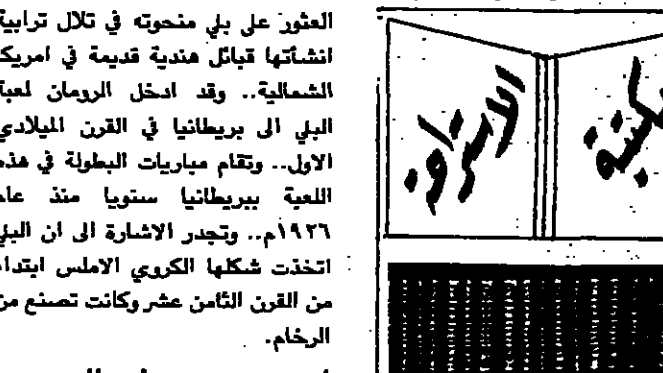 العثور على بلي منحوته في تلال ترابية
انشأتها قبائل هندية قديمة في امريكا
الشمالية.. وقد ادخل الرومان لعبة
البلي الى بريطانيا في القرن الميلادي
الاول.. وتقام مباريات البطولة في هذه
اللعبة ببريطانيا سنويا منذ عام
١٩٢٦م.. وتجدر الاشارة الى ان البلي
اتخذت شكلها الكروي الاملس ابتداء
من القرن الثامن عشر وكانت تصنع من
الرخام.
الاستراحة